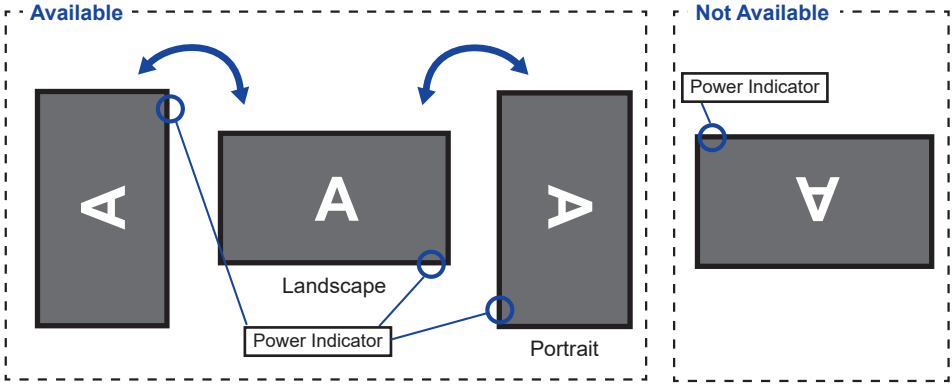 Available
Not Available
Power Indicator
A
A
A
A
Landscape
Power Indicator
Portrait